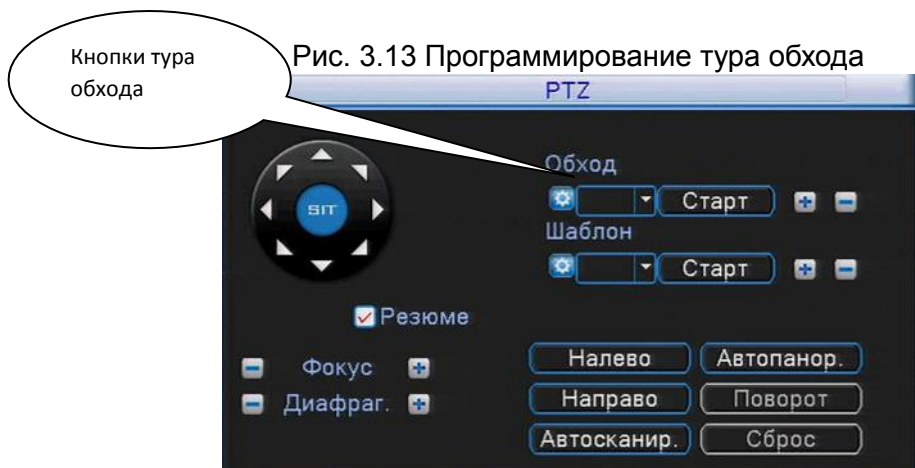 Кнопки тура
обхода
Рис. 3.13 Программирование тура обхода
PTZ
Обход
Старт
SIT
Шаблон
Старт
Резюме
Фокус
Диафраг.
Налево
Автопанор.
Направо
Поворот
Автосканир.
Сброс